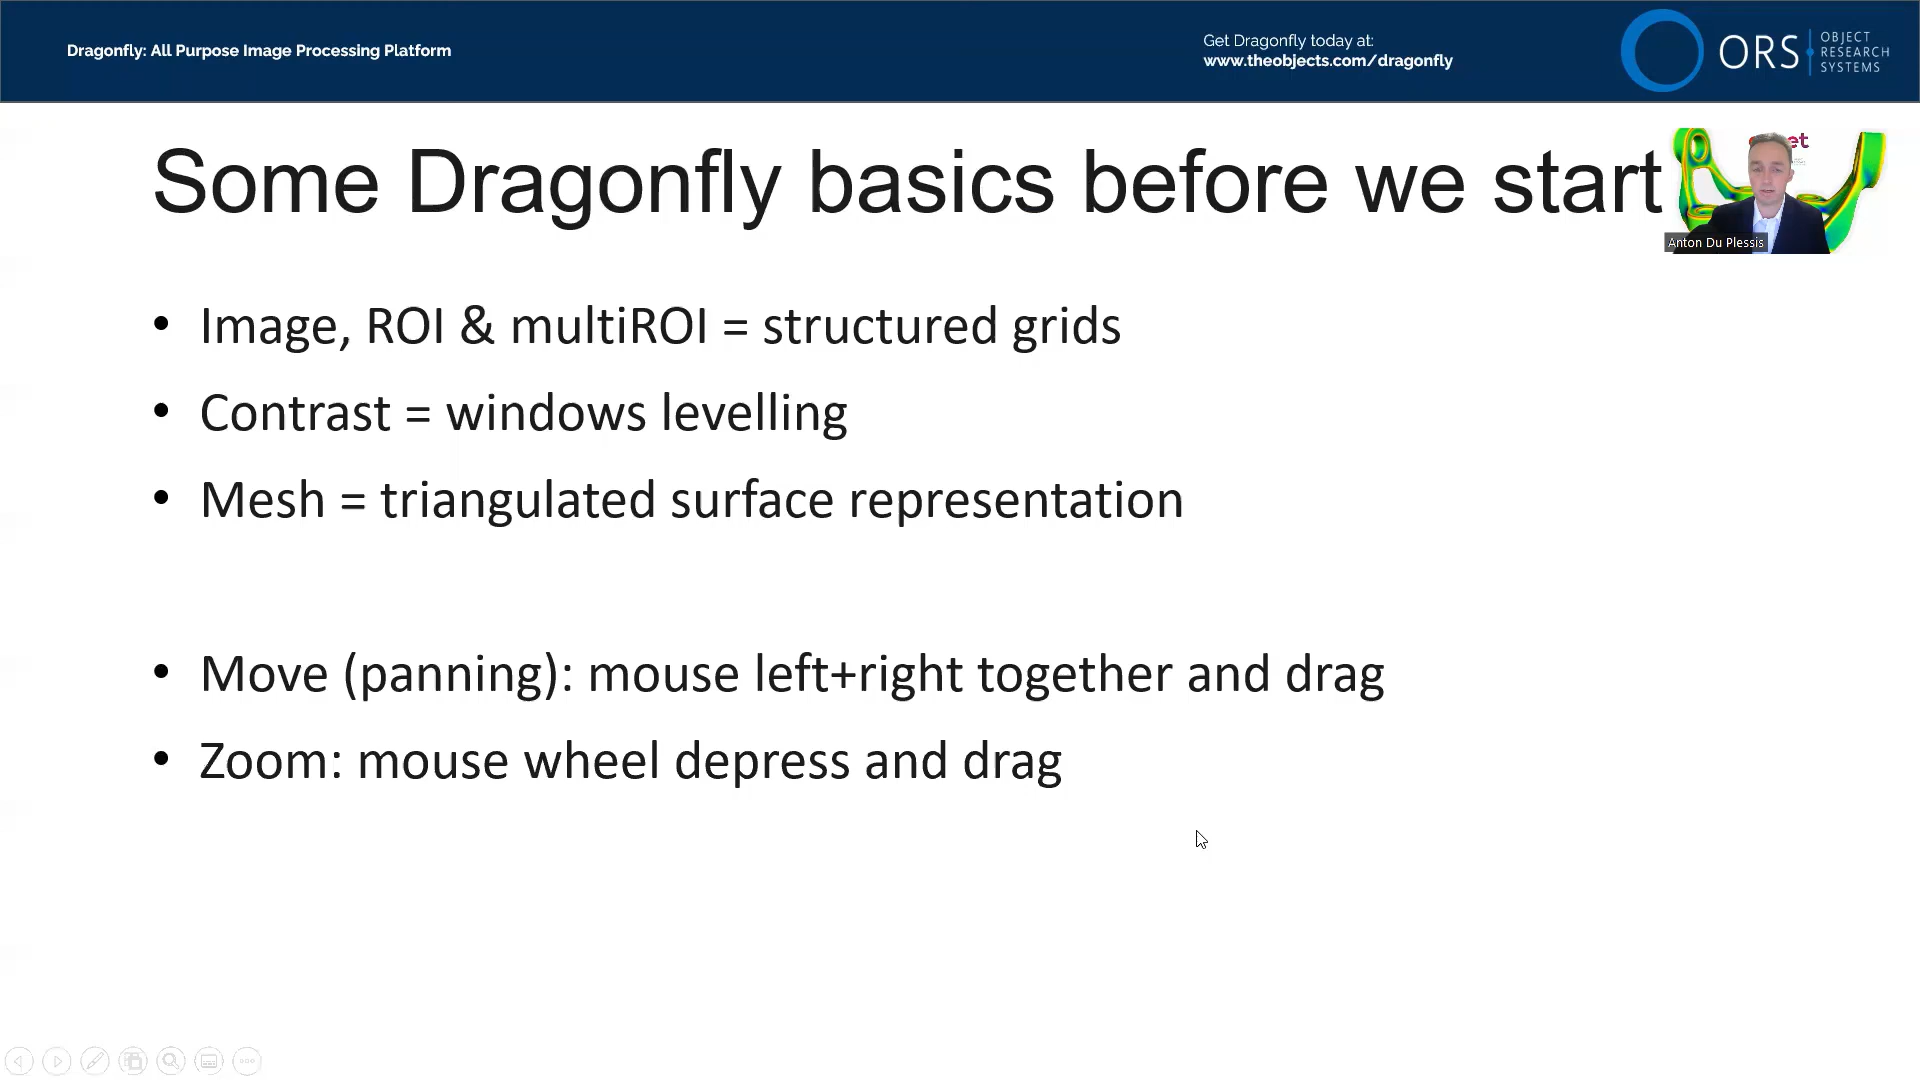 Dragonfly: All Purpose Image Processing Platform
Get Dragonfly today at:
www.theobjects.com/dragonfly
ORS
OBJECT
RESEARCH
SYSTEMS
Some Dragonfly basics before we start
Anton Du Plessis
• Image, ROI & multiROI = structured grids
• Contrast = windows levelling
• Mesh = triangulated surface representation
• Move (panning): mouse left+right together and drag
• Zoom: mouse wheel depress and drag